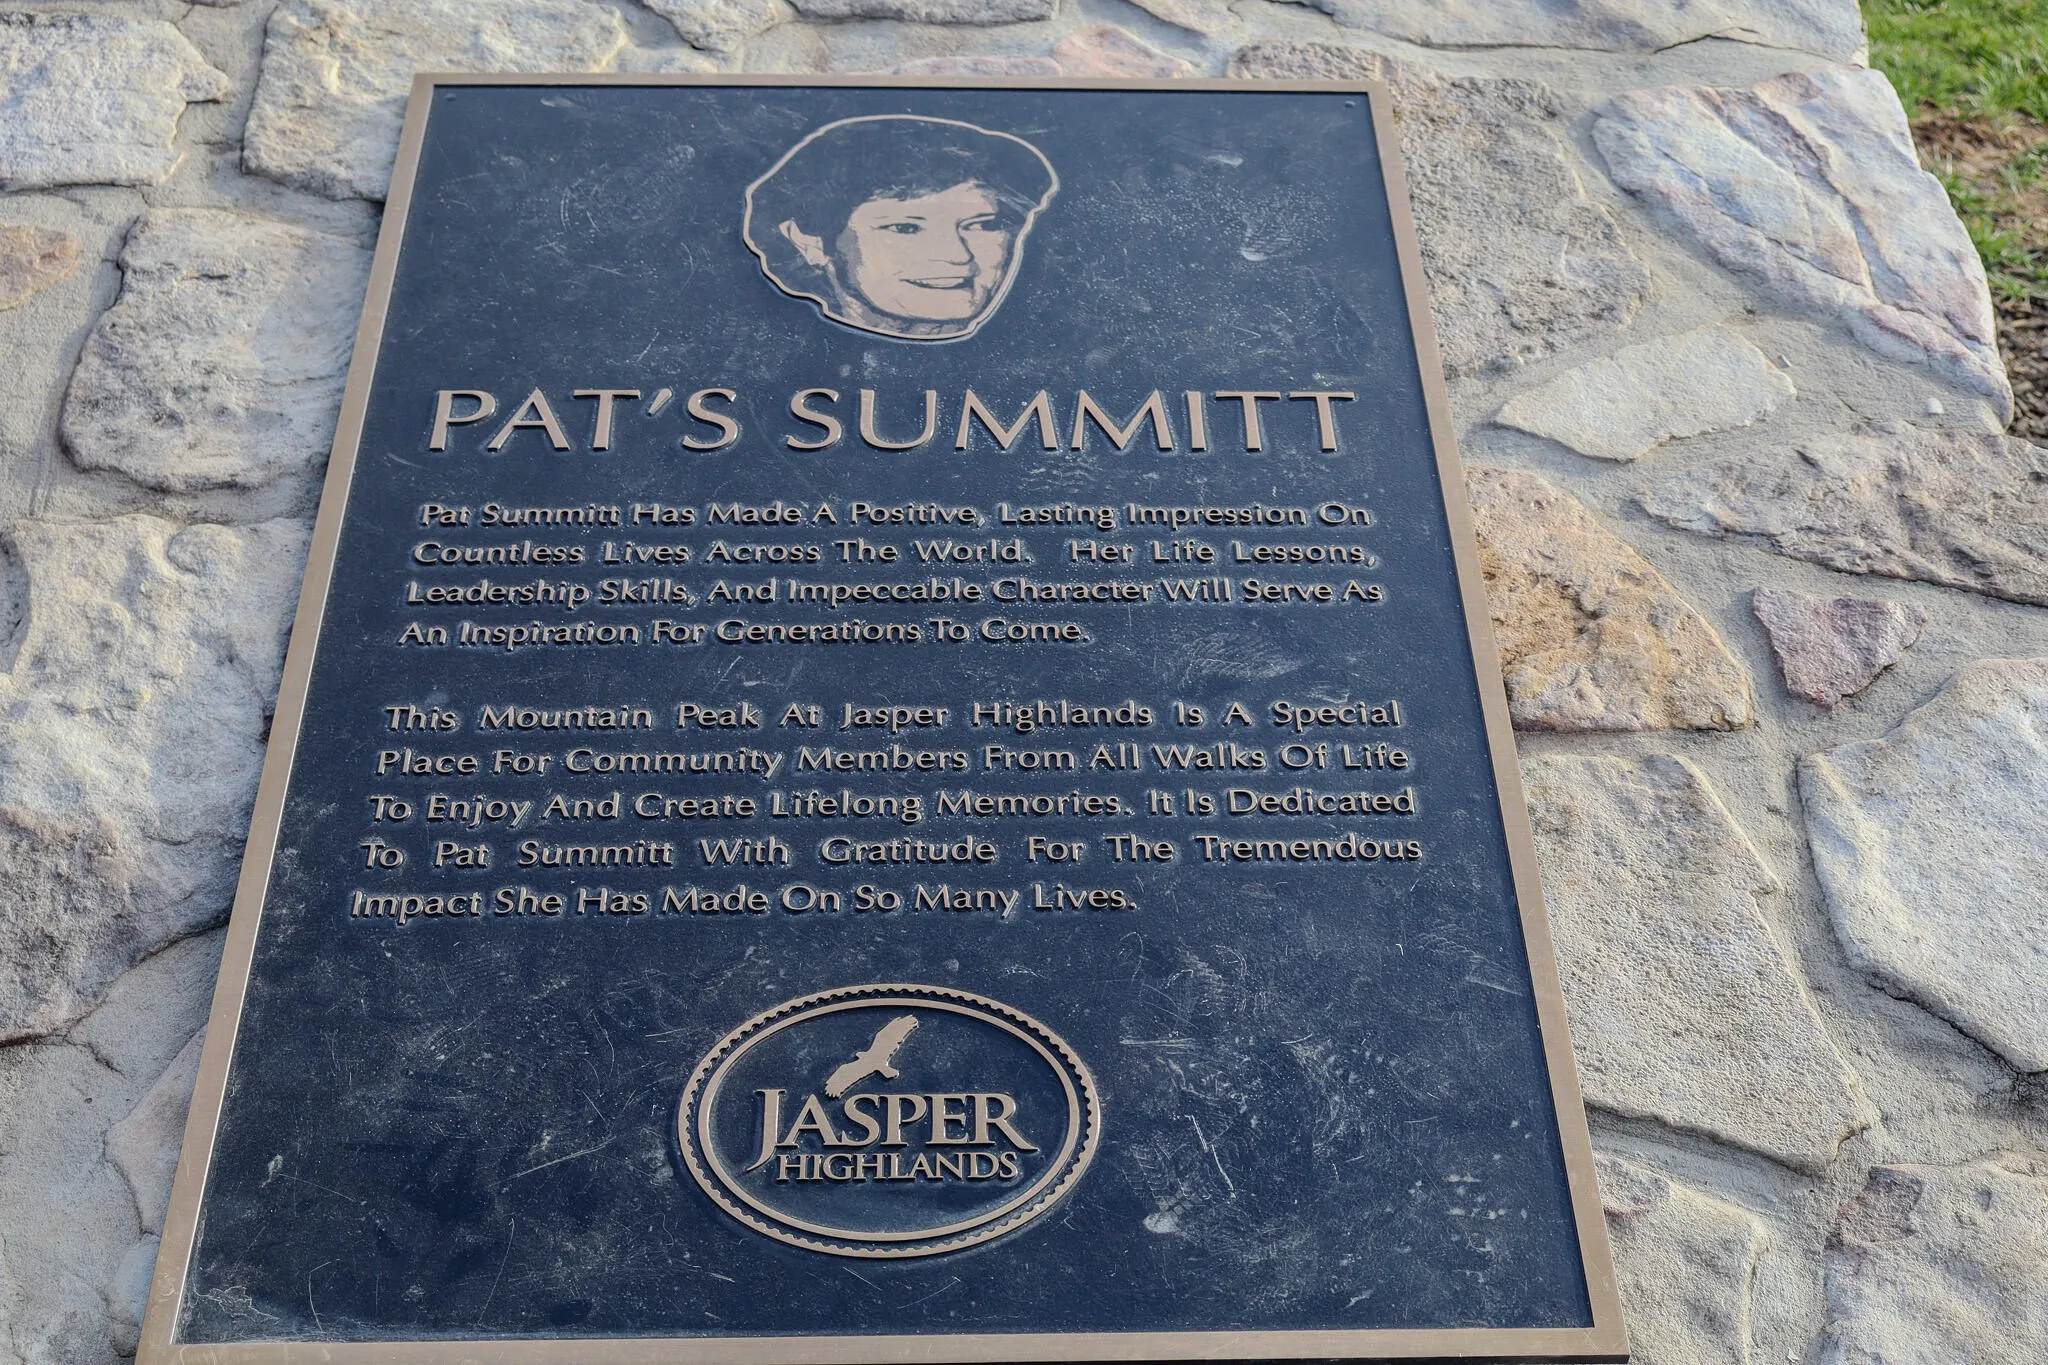 PAT'S SUMMITT
Pat Summitt Has Made A Positive, Lasting Impression On
Countless Lives Across The World. Her Life Lessons,
Leadership Skills, And Impeccable Character Will Serve As
An Inspiration For Generations To Come.
This Mountain Peak At Jasper Highlands Is A Special
Place For Community Members From All Walks Of Life
To Enjoy And Create Lifelong Memories. It Is Dedicated
To Pat Summitt With Gratitude For The Tremendous
Impact She Has Made On So Many Lives.
JASPER
HIGHLANDS